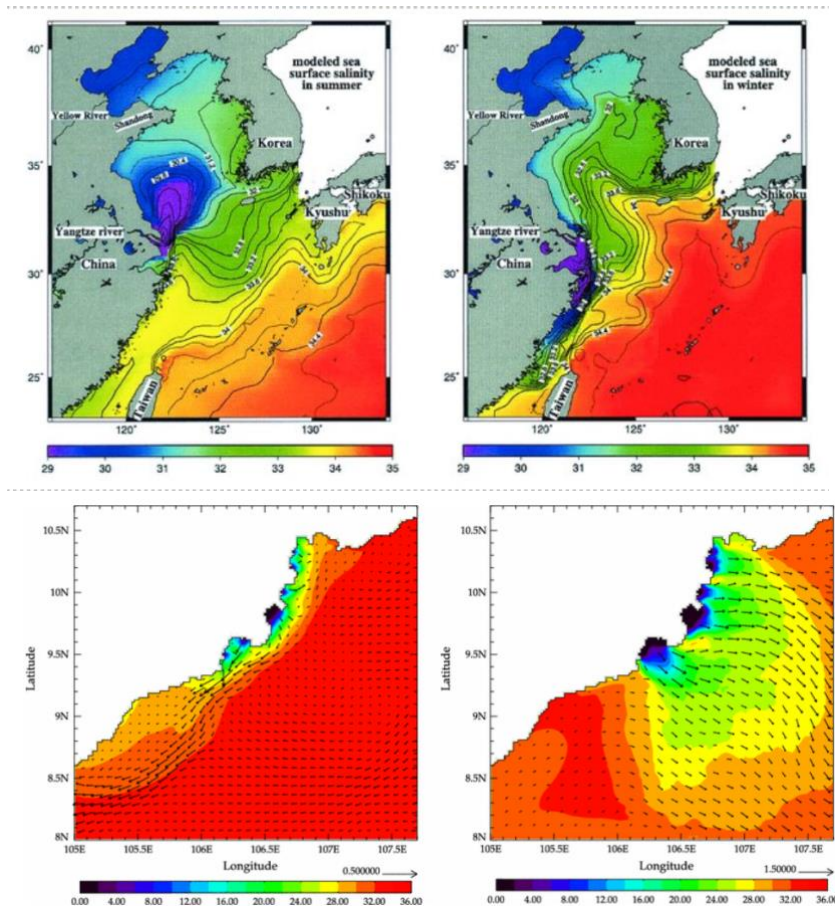 40°
modeled sea
surface salinity
in summer
Yellow River
Shandong
Korea
35°
Shikoku
Kyushu
Yangtze river
China
30°
25°
Taiwan
120° 125° 130°
29 30 31 32 33 34 35
40°
modeled sea
surface salinity
in winter
Yellow River
Shandong
Korea
35°
Shikoku
Kyushu
Yangtze river
China
30°
25°
Taiwan
120° 125° 130°
29 30 31 32 33 34 35
10.5N
10N
9.5N
9N
8.5N
8N
Latitude
105E 105.5E 106E 106.5E 107E 107.5E
Longitude
0.500000
0.00 4.00 8.00 12.00 16.00 20.00 24.00 28.00 32.00 36.00
10.5N
10N
9.5N
9N
8.5N
8N
Latitude
105E 105.5E 106E 106.5E 107E 107.5E
Longitude
1.50000
0.00 4.00 8.00 12.00 16.00 20.00 24.00 28.00 32.00 36.00